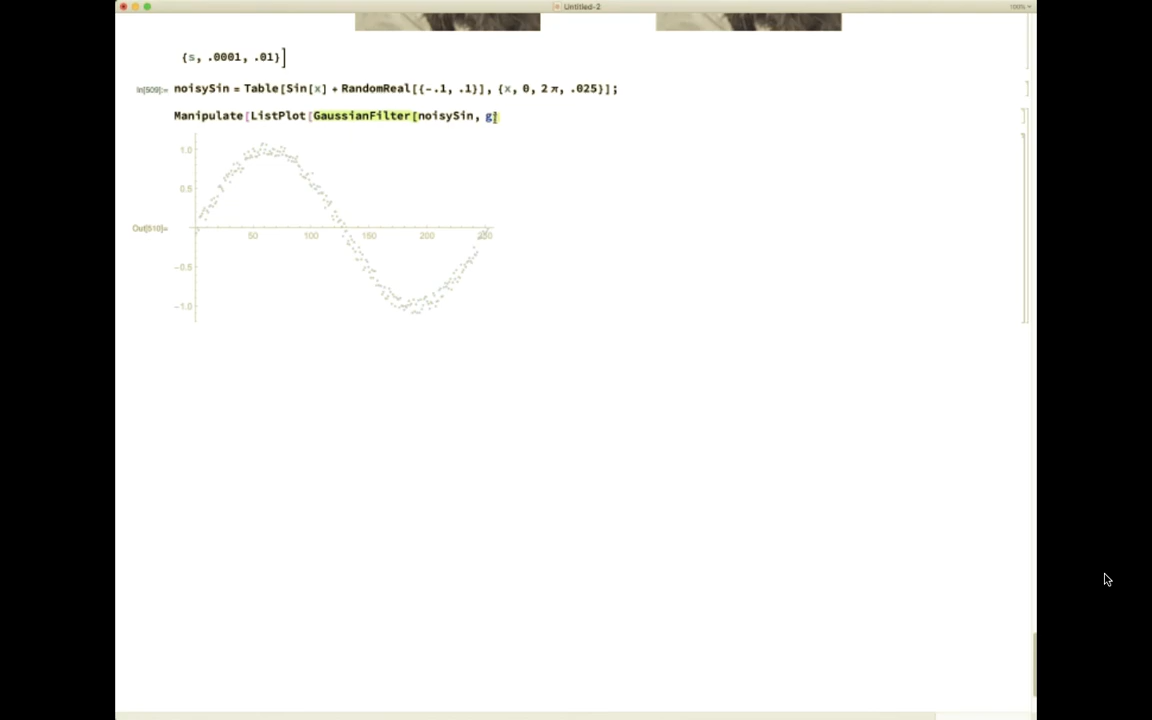 Untitled-2
100%
{s, .0001, .01}]
In[509]:= noisySin = Table[Sin[x] + RandomReal[{-.1, .1}], {x, 0, 2 π, .025}];
Manipulate[ListPlot[GaussianFilter[noisySin, g]
1.0
0.5
Out[510]=
50 100 150 200 250
-0.5
-1.0